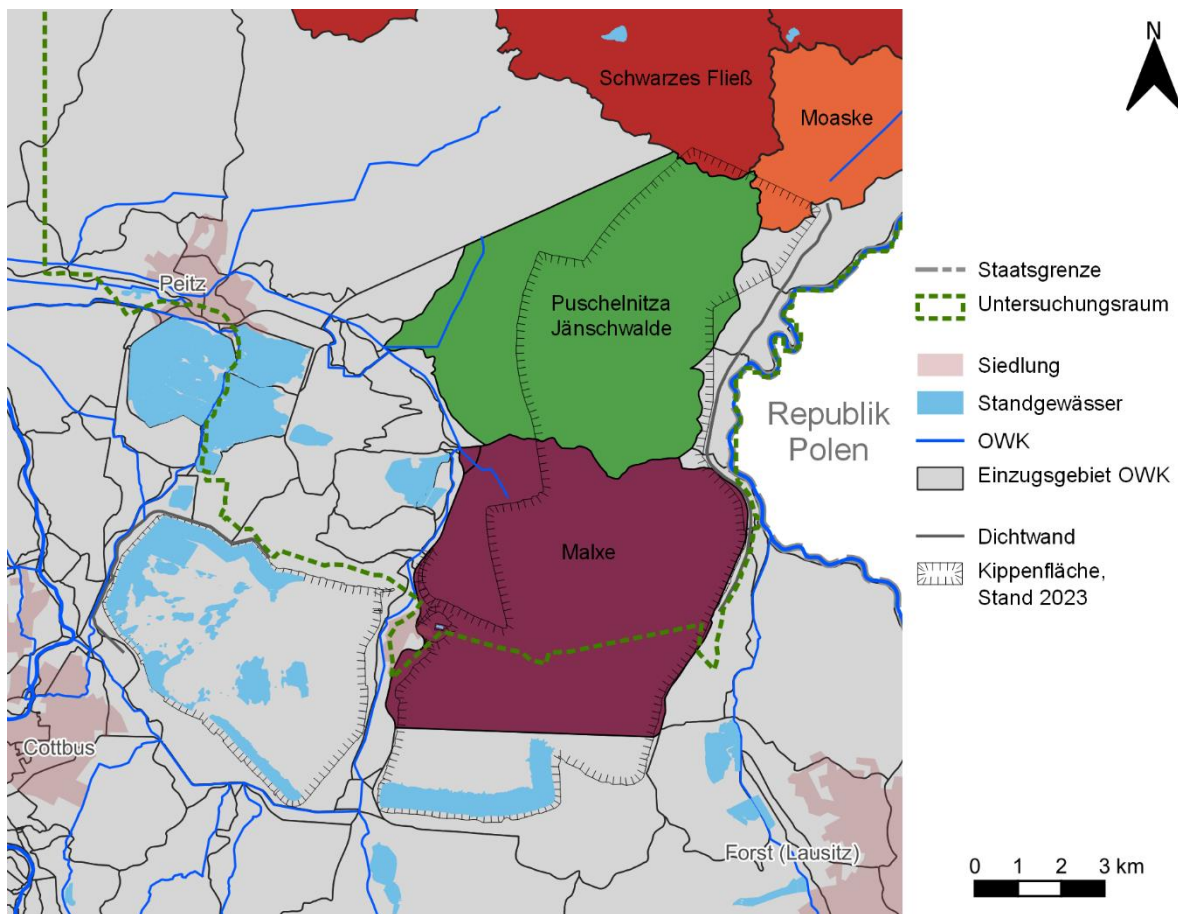 Schwarzes Fließ
Moaske
Peitz
Puschelnitza
Jänschwalde
Republik
Polen
Malxe
Cottbus
Forst (Lausitz)
N
Staatsgrenze
Untersuchungsraum
Siedlung
Standgewässer
OWK
Einzugsgebiet OWK
Dichtwand
Kippenfläche,
Stand 2023
0 1 2 3 km